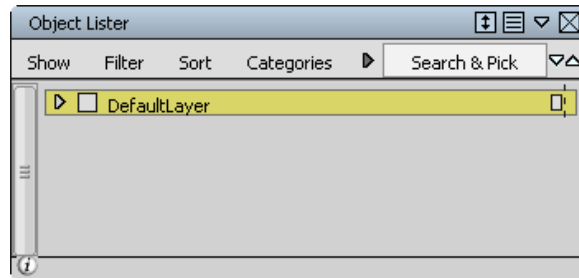 Object Lister
Show Filter Sort Categories Search & Pick
DefaultLayer
i